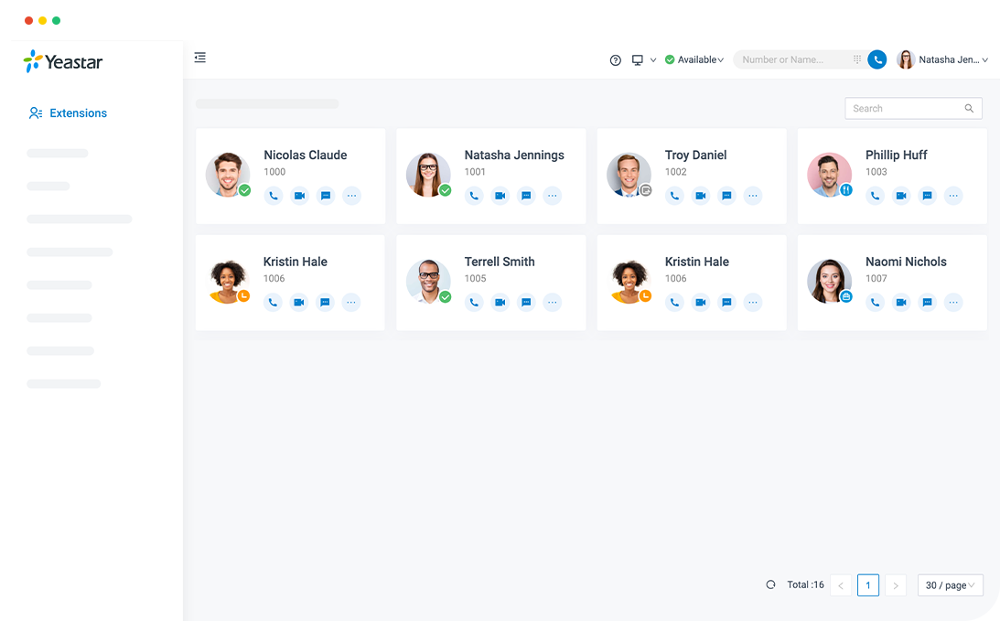 Yeastar
Available
Number or Name...
Natasha Jen...
Extensions
Search
Nicolas Claude
1000
Natasha Jennings
1001
Troy Daniel
1002
Phillip Huff
1003
Kristin Hale
1006
Terrell Smith
1005
Kristin Hale
1006
Naomi Nichols
1007
Total :16
1
30 / page